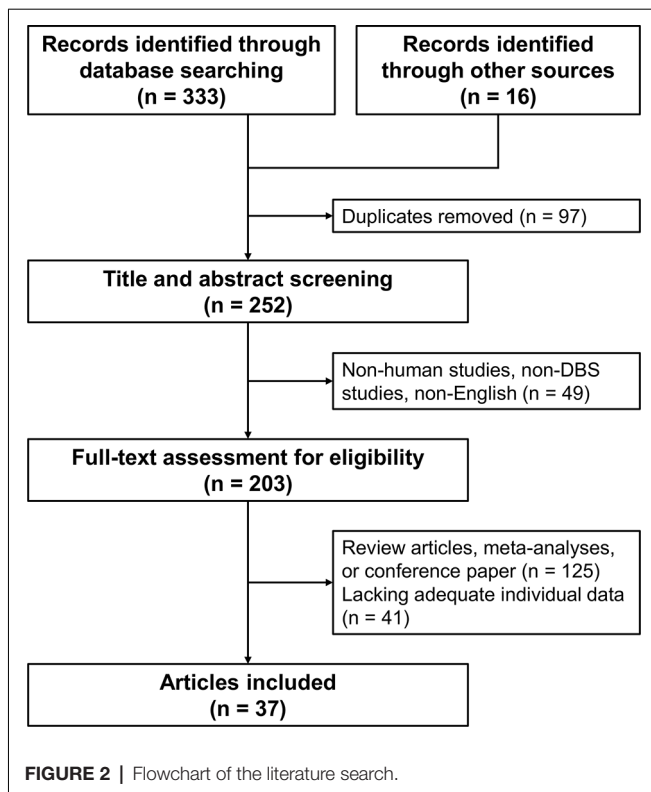 Records identified through
database searching
(n = 333)
Records identified
through other sources
(n = 16)
Duplicates removed (n = 97)
Title and abstract screening
(n = 252)
Non-human studies, non-DBS
studies, non-English (n = 49)
Full-text assessment for eligibility
(n = 203)
Review articles, meta-analyses,
or conference paper (n = 125)
Lacking adequate individual data
(n = 41)
Articles included
(n = 37)
FIGURE 2 | Flowchart of the literature search.